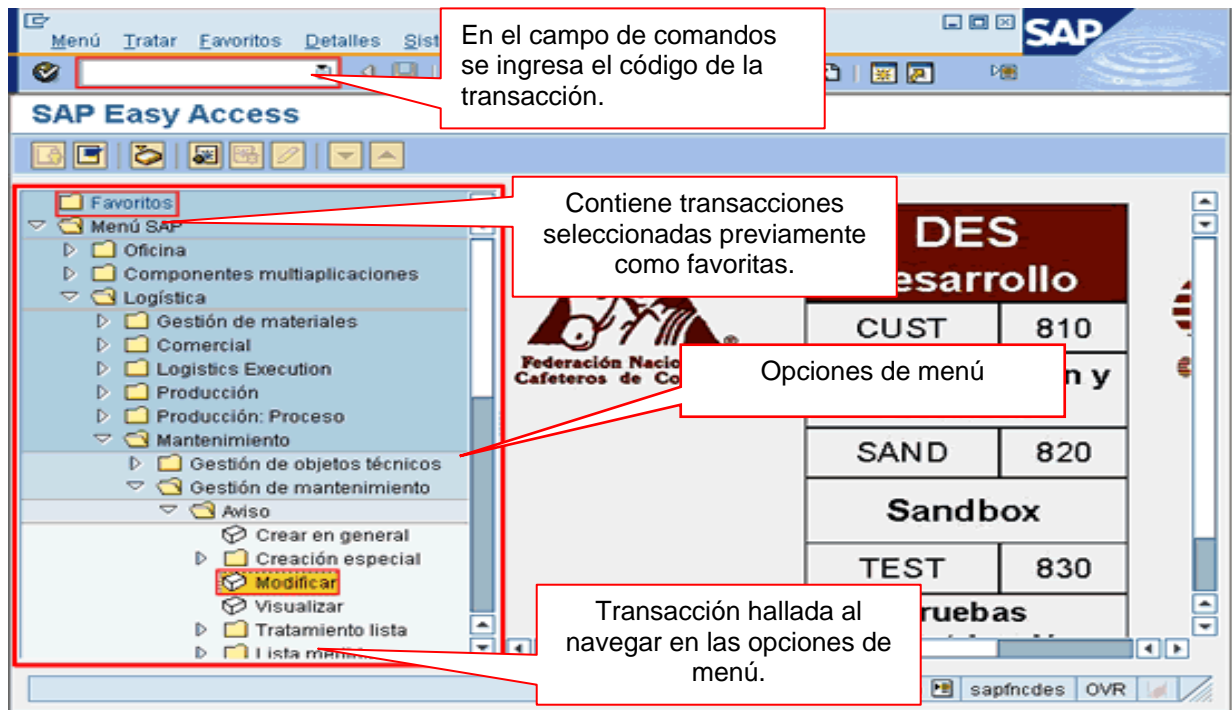 Menú Tratar Favoritos Detalles Sist
En el campo de comandos
se ingresa el código de la
transacción.
SAP
SAP Easy Access
Favoritos
Menú SAP
Oficina
Componentes multiaplicaciones
Logística
Gestión de materiales
Comercial
Logistics Execution
Producción
Producción: Proceso
Mantenimiento
Gestión de objetos técnicos
Gestión de mantenimiento
Aviso
Crear en general
Creación especial
Modificar
Visualizar
Tratamiento lista
Lista
Contiene transacciones
seleccionadas previamente
como favoritas.
Opciones de menú
Transacción hallada al
navegar en las opciones de
menú.
®
Federación Nacio
Cafeteros de Co
DES
esarrollo
CUST 810
n y
SAND 820
Sandbox
TEST 830
ruebas
sapfncdes OVR